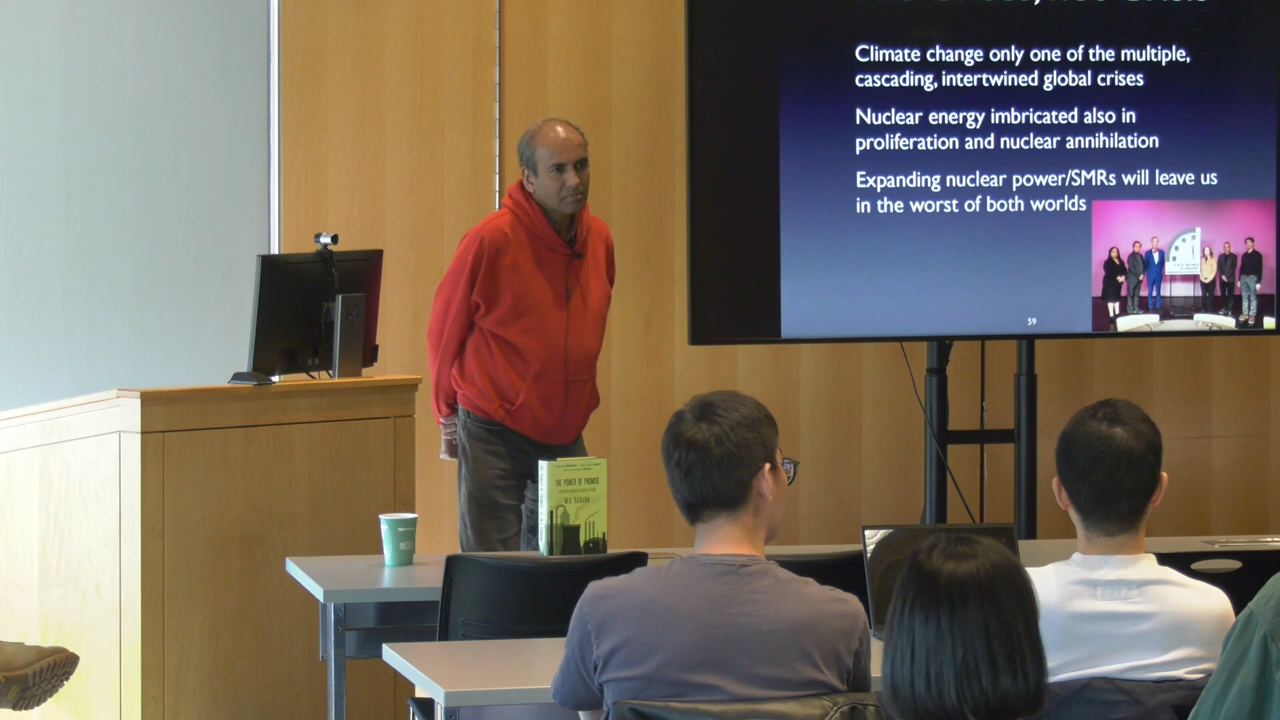 Climate change only one of the multiple,
cascading, intertwined global crises
Nuclear energy imbricated also in
proliferation and nuclear annihilation
Expanding nuclear power/SMRs will leave us
in the worst of both worlds
59
THE POWER OF PROMISE
M.V. RAMANA